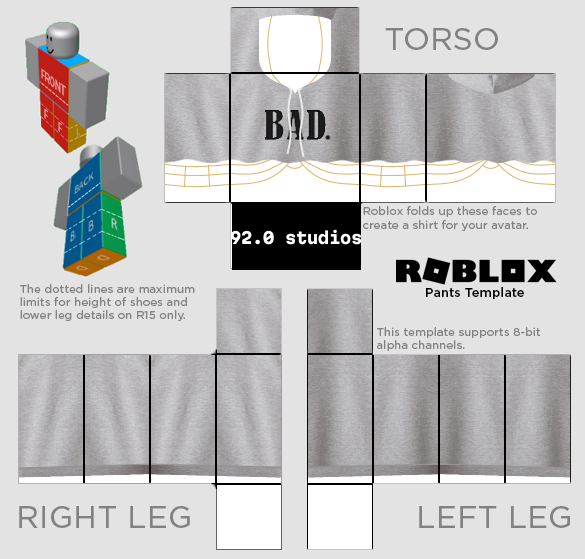 TORSO
FRONT
F
F
BACK
B
B
R
BAD.
92.0 studios
Roblox folds up these faces to
create a shirt for your avatar.
ROBLOX
Pants Template
The dotted lines are maximum
limits for height of shoes and
lower leg details on R15 only.
This template supports 8-bit
alpha channels.
RIGHT LEG
LEFT LEG